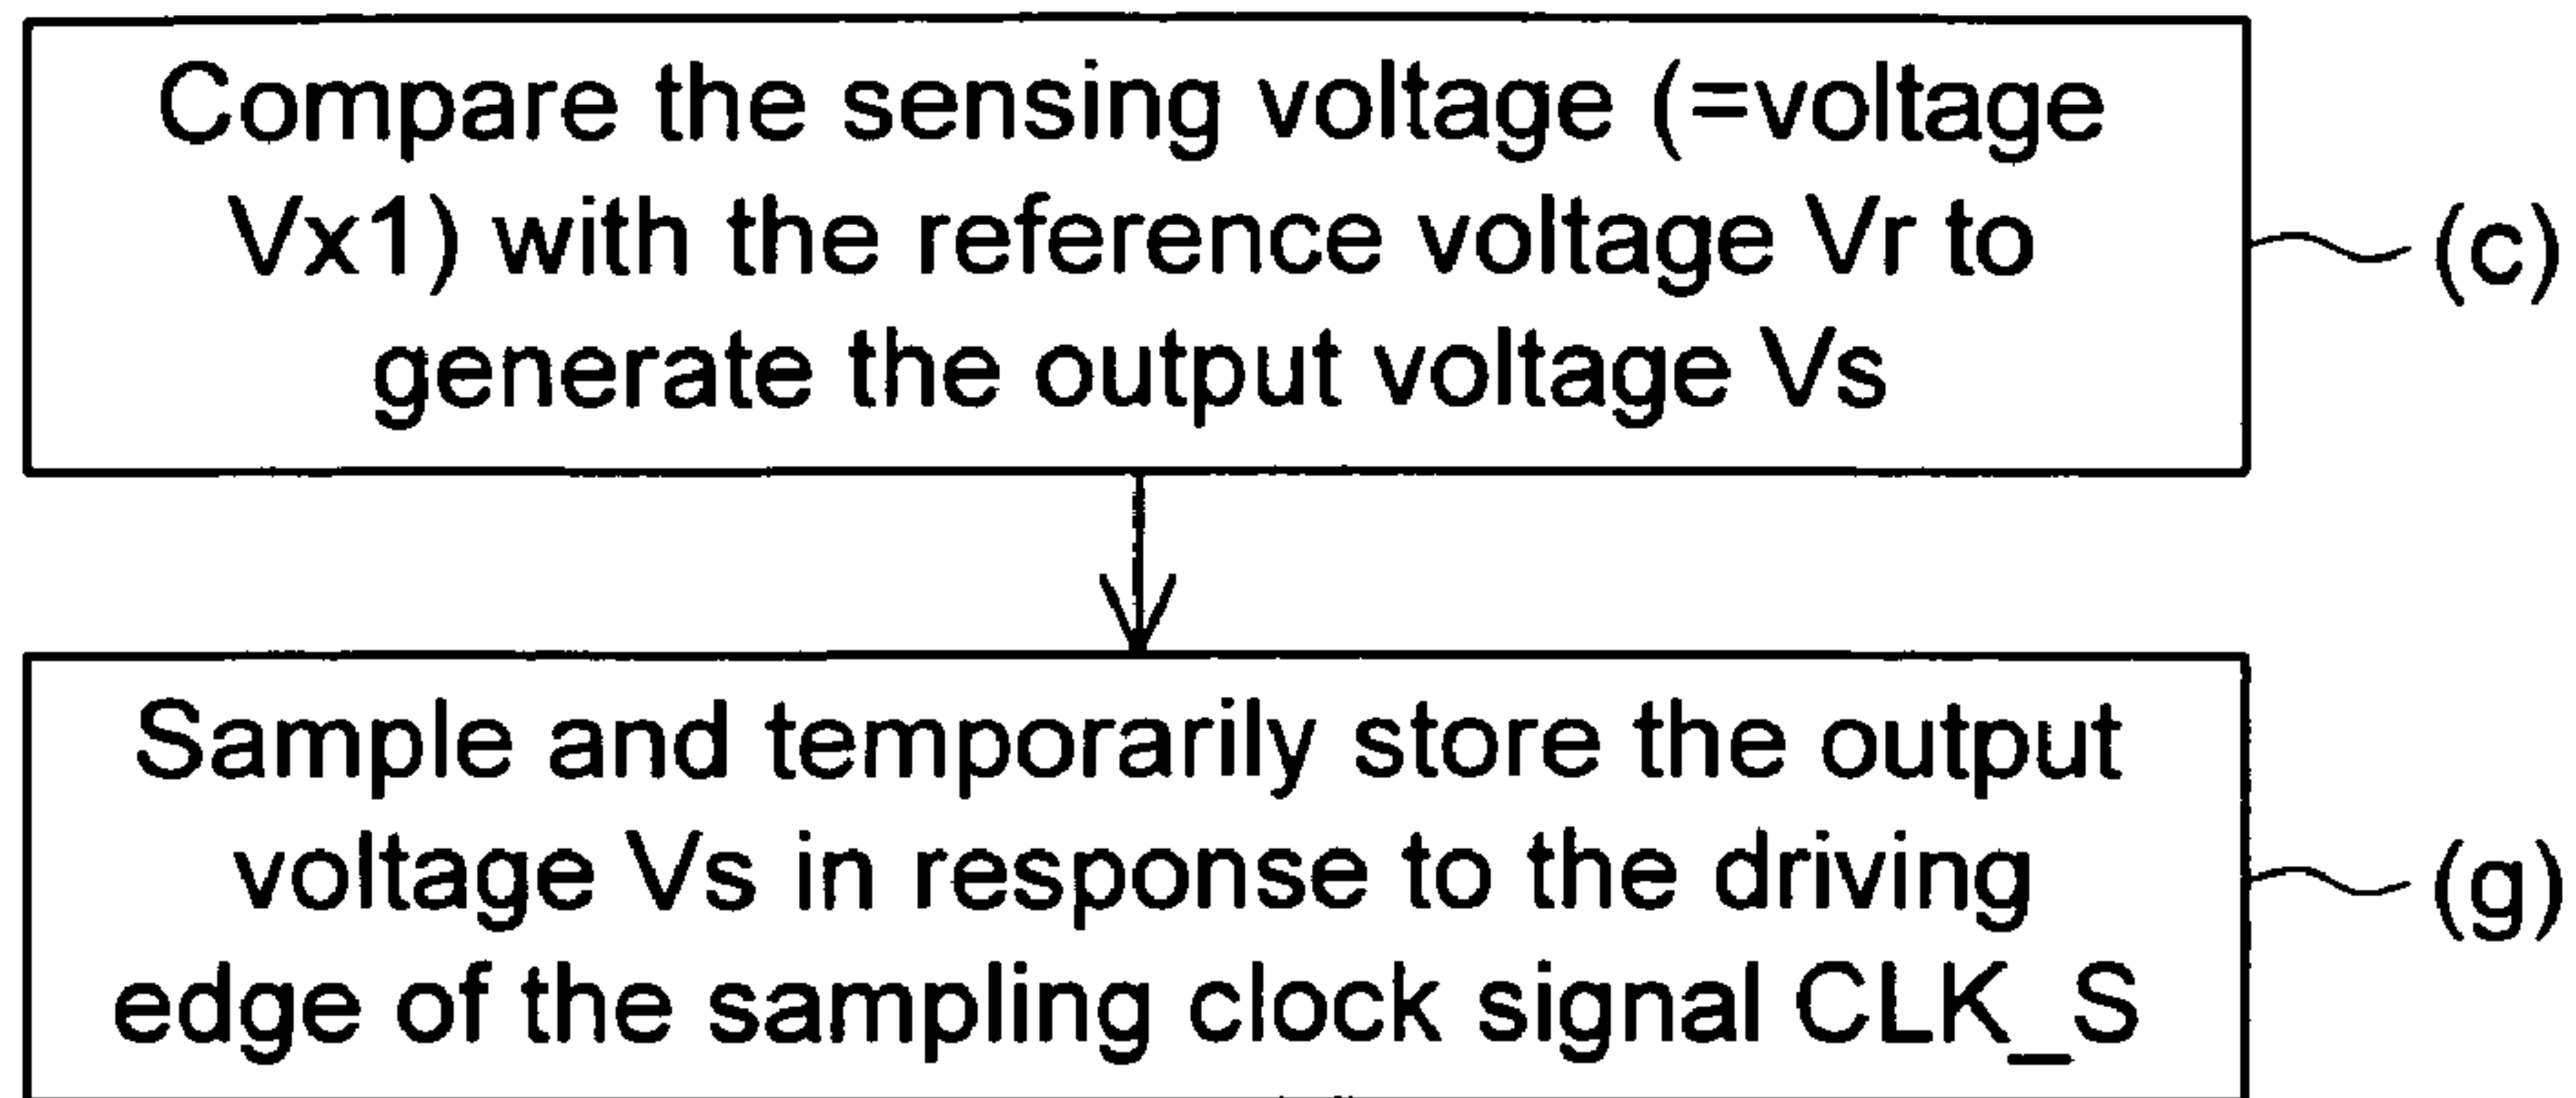 Compare the sensing voltage (=voltage
Vx1) with the reference voltage Vr to
generate the output voltage Vs
(c)
Sample and temporarily store the output
voltage Vs in response to the driving
edge of the sampling clock signal CLK_S
(g)